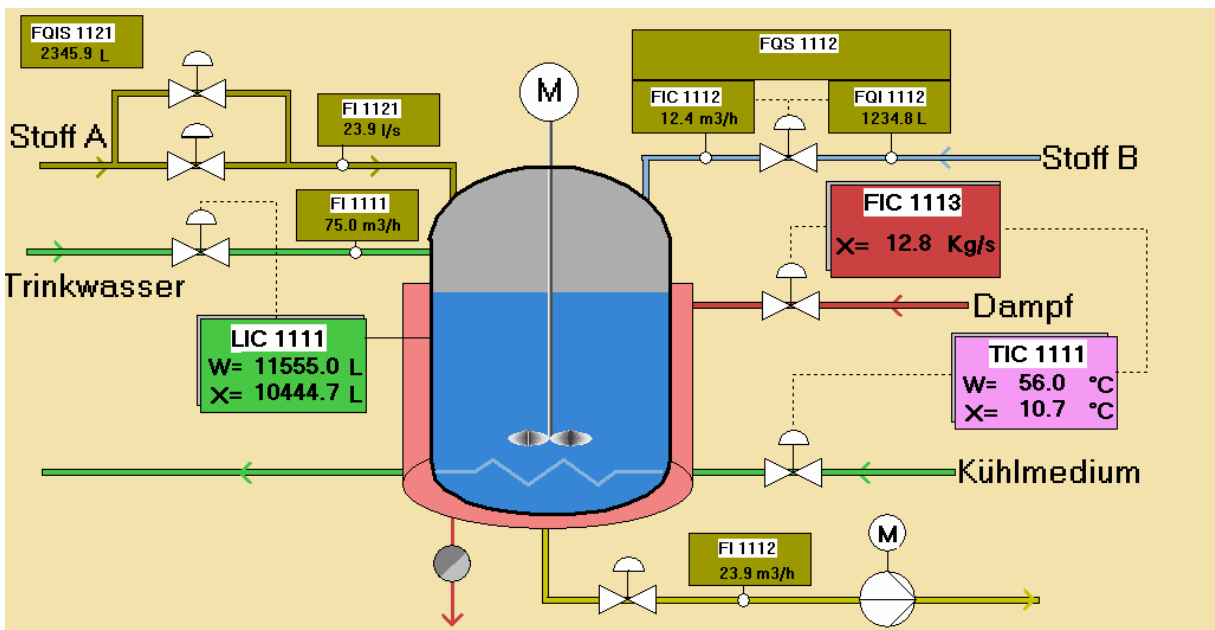 FQIS 1121
2345.9 L
FQS 1112
M
FIC 1112
12.4 m3/h
FQI 1112
1234.8 L
FI 1121
23.9 l/s
Stoff A
Stoff B
FI 1111
75.0 m3/h
FIC 1113
X= 12.8 Kg/s
Trinkwasser
Dampf
LIC 1111
W= 11555.0 L
X= 10444.7 L
TIC 1111
W= 56.0 °C
X= 10.7 °C
Kühlmedium
FI 1112
23.9 m3/h
M